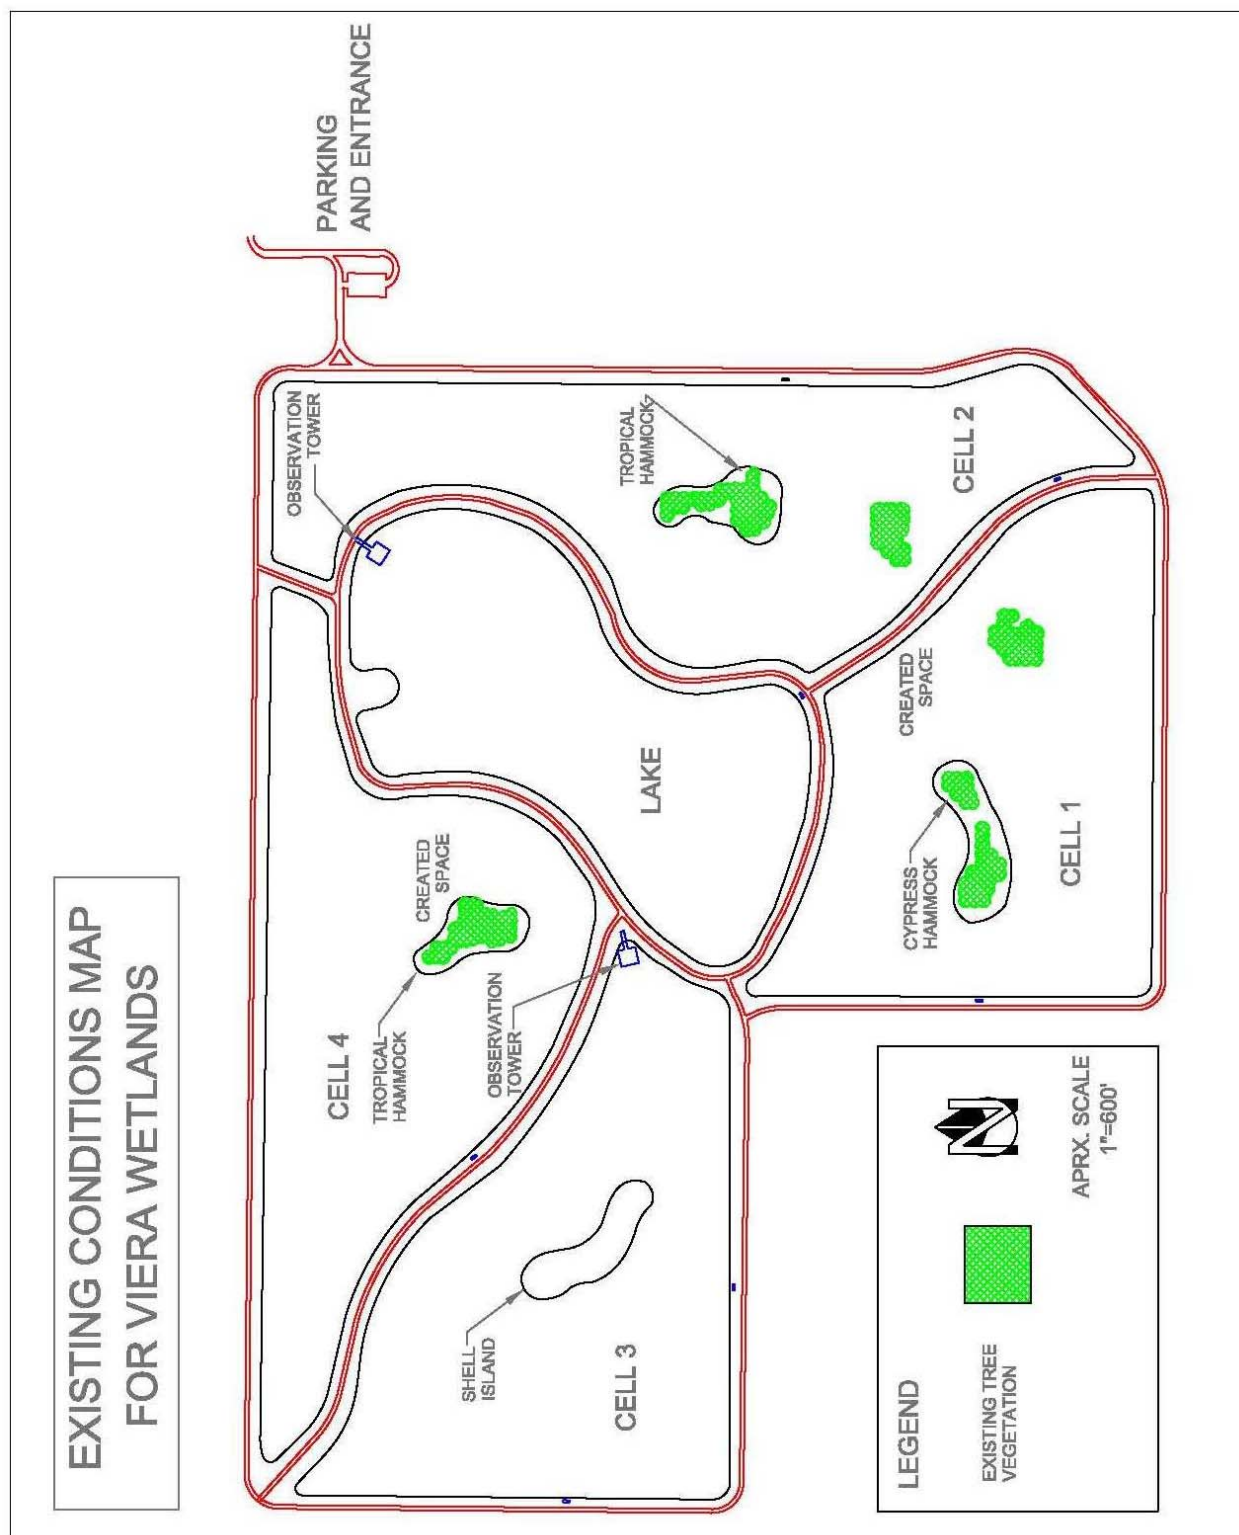 EXISTING CONDITIONS MAP
FOR VIERA WETLANDS
PARKING
AND ENTRANCE
OBSERVATION
TOWER
TROPICAL
HAMMOCK
CELL 2
CREATED
SPACE
LAKE
CREATED
SPACE
CELL 4
TROPICAL
HAMMOCK
OBSERVATION
TOWER
CYPRESS
HAMMOCK
CELL 1
SHELL
ISLAND
CELL 3
LEGEND
EXISTING TREE
VEGETATION
N
APRX. SCALE
1"=600'